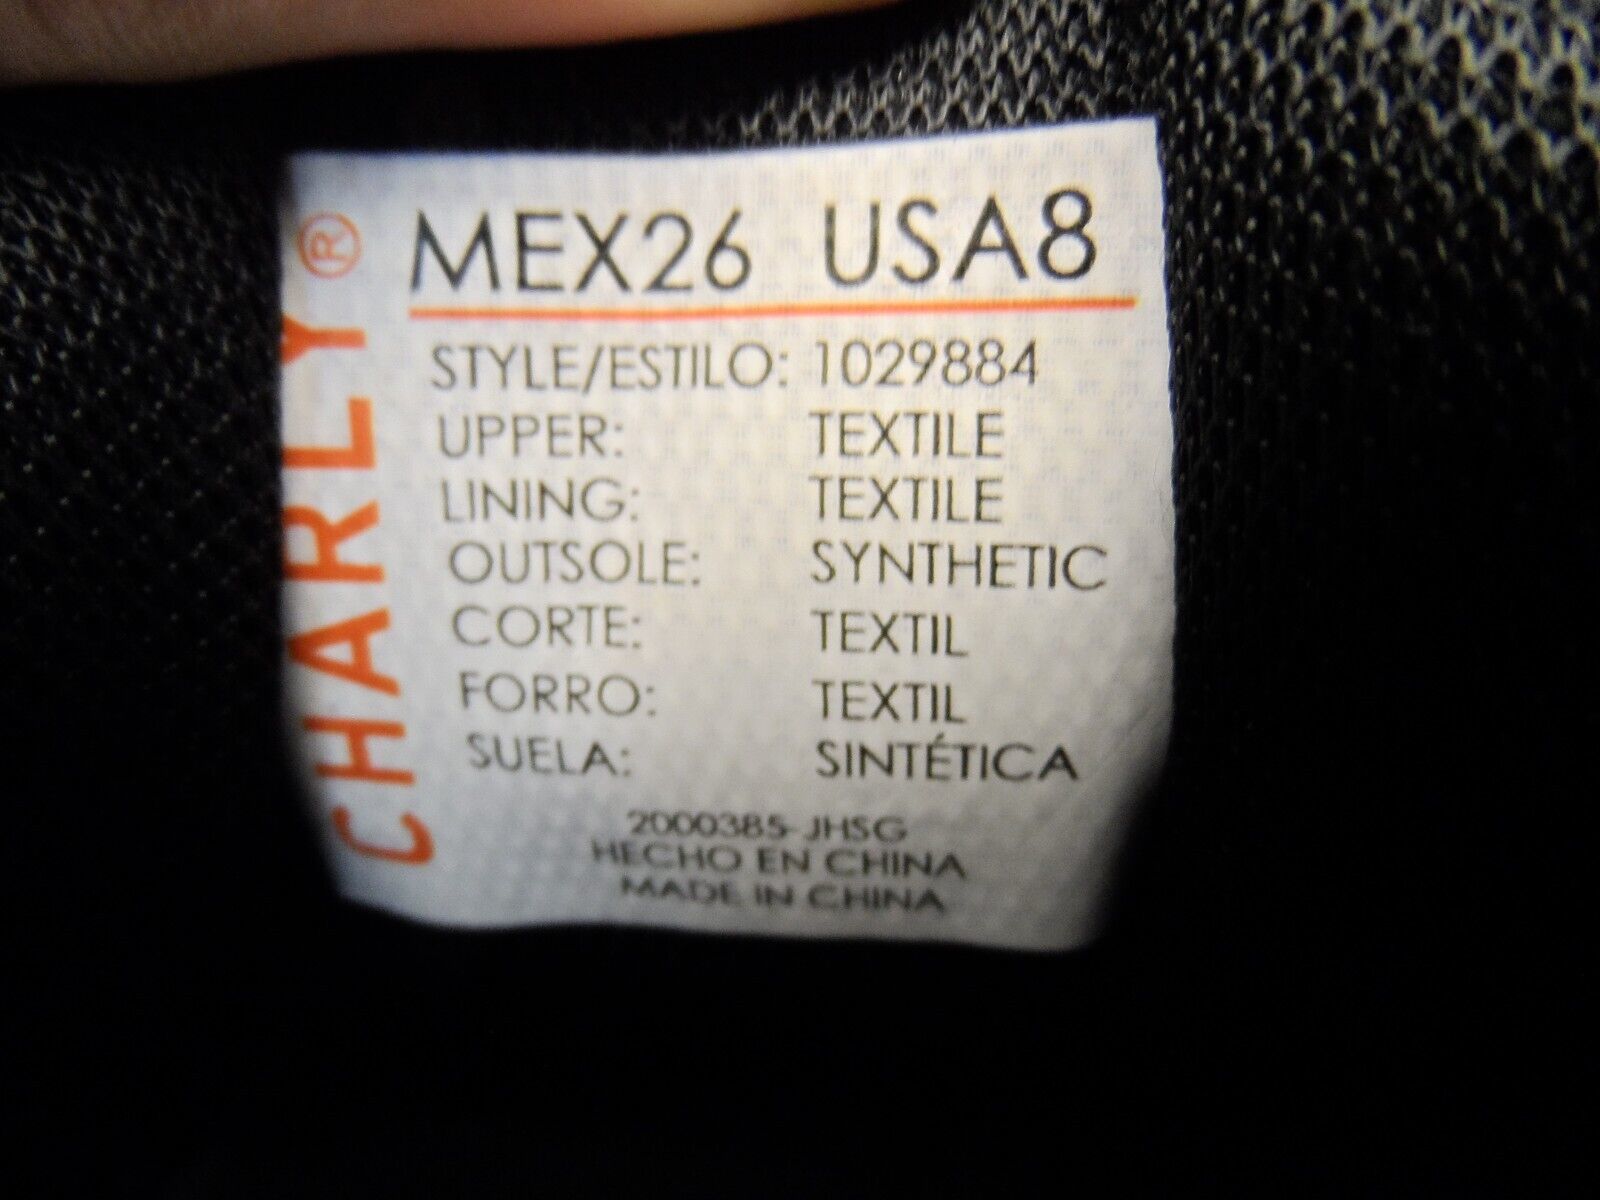 CHARLY®
MEX26 USA8
STYLE/ESTILO: 1029884
UPPER: TEXTILE
LINING: TEXTILE
OUTSOLE: SYNTHETIC
CORTE: TEXTIL
FORRO: TEXTIL
SUELA: SINTÉTICA
2000385-JHSG
HECHO EN CHINA
MADE IN CHINA